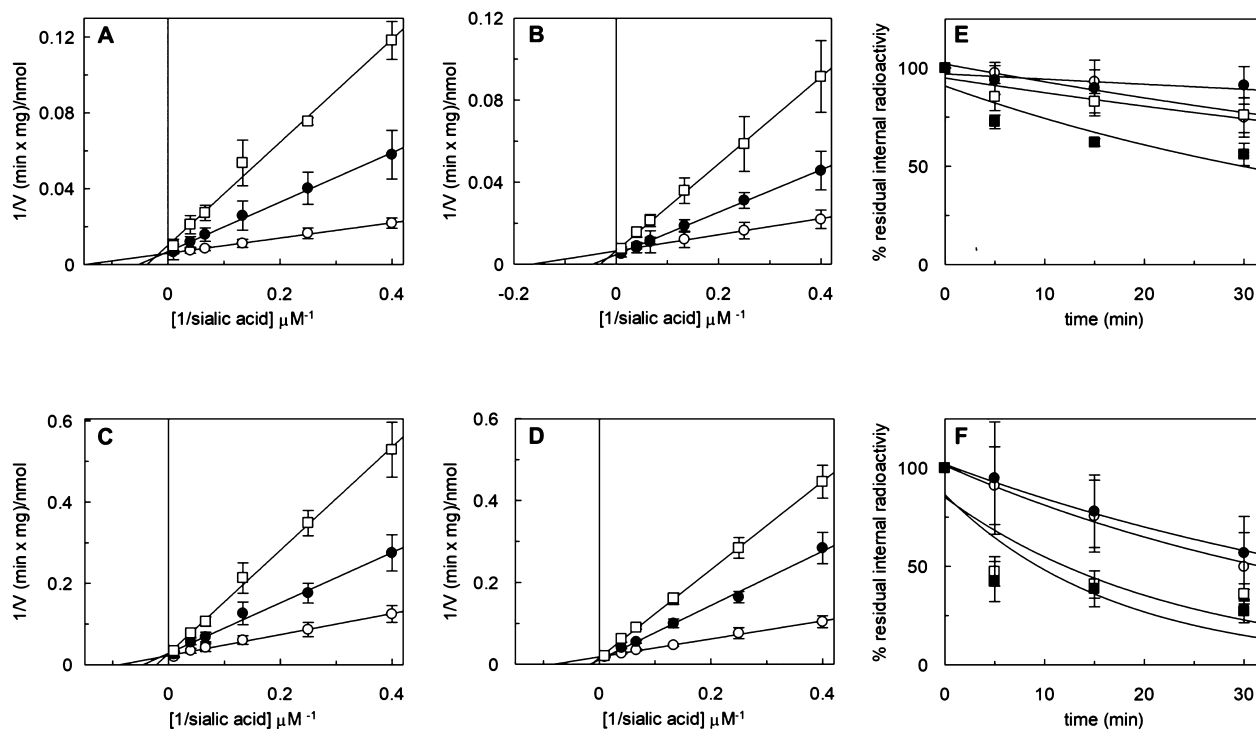 A
1/V (min x mg)/nmol
0.12
0.08
0.04
0
0 0.2 0.4
[1/sialic acid] μM⁻¹
B
1/V (min x mg)/nmol
0.12
0.08
0.04
0
-0.2 0 0.2 0.4
[1/sialic acid] μM⁻¹
E
% residual internal radioactiviy
100
50
0
0 10 20 30
time (min)
C
1/V (min x mg)/nmol
0.6
0.4
0.2
0
0 0.2 0.4
[1/sialic acid] μM⁻¹
D
1/V (min x mg)/nmol
0.6
0.4
0.2
0
0 0.2 0.4
[1/sialic acid] μM⁻¹
F
% residual internal radioactiviy
100
50
0
0 10 20 30
time (min)